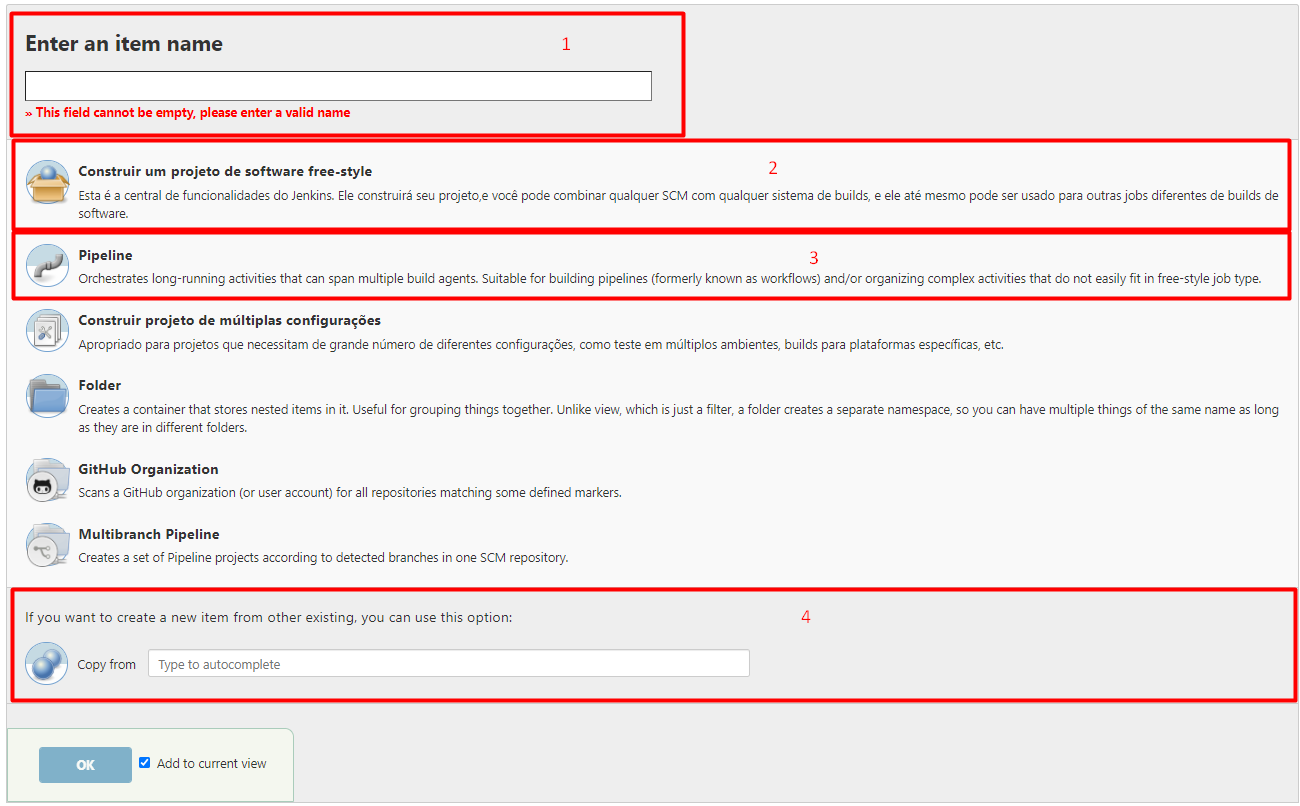 Enter an item name
1
» This field cannot be empty, please enter a valid name
Construir um projeto de software free-style
2
Esta é a central de funcionalidades do Jenkins. Ele construirá seu projeto,e você pode combinar qualquer SCM com qualquer sistema de builds, e ele até mesmo pode ser usado para outras jobs diferentes de builds de
software.
Pipeline
3
Orchestrates long-running activities that can span multiple build agents. Suitable for building pipelines (formerly known as workflows) and/or organizing complex activities that do not easily fit in free-style job type.
Construir projeto de múltiplas configurações
Apropriado para projetos que necessitam de grande número de diferentes configurações, como teste em múltiplos ambientes, builds para plataformas específicas, etc.
Folder
Creates a container that stores nested items in it. Useful for grouping things together. Unlike view, which is just a filter, a folder creates a separate namespace, so you can have multiple things of the same name as long
as they are in different folders.
GitHub Organization
Scans a GitHub organization (or user account) for all repositories matching some defined markers.
Multibranch Pipeline
Creates a set of Pipeline projects according to detected branches in one SCM repository.
If you want to create a new item from other existing, you can use this option:
4
Copy from
Type to autocomplete
OK
Add to current view